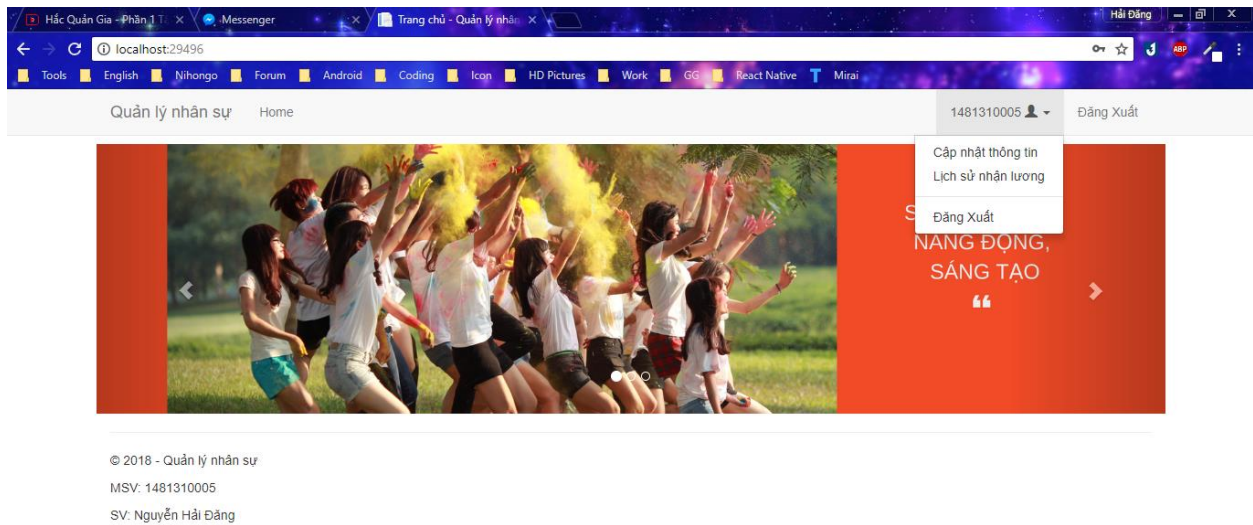 Hắc Quản Gia - Phần 1 T
Messenger
Trang chủ - Quản lý nhân
Hải Đăng
localhost:29496
ABP
Tools English Nihongo Forum Android Coding Icon HD Pictures Work GG React Native Mirai
Quản lý nhân sự Home 1481310005 Đăng Xuất
Cập nhật thông tin
Lịch sử nhận lương
Đăng Xuất
NĂNG ĐỘNG,
SÁNG TẠO
© 2018 - Quản lý nhân sự
MSV: 1481310005
SV: Nguyễn Hải Đăng